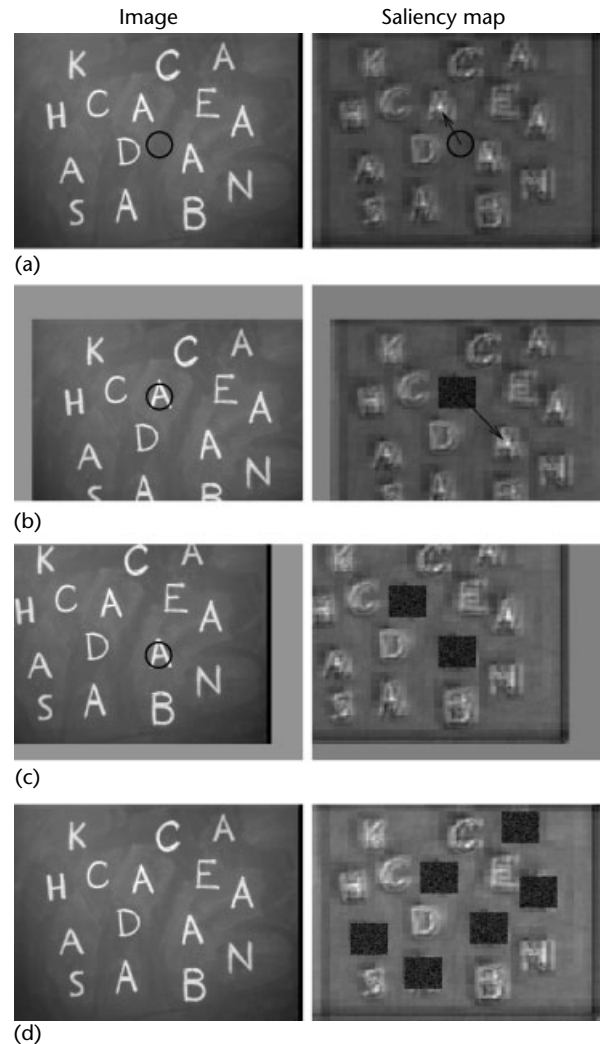 Image
Saliency map
K C A
H C A E A
A D A N
S A B
K C A
H C A E A
A D A N
S A B
(a)
K C A
H C A E A
A D A N
S A B
K C A
H C E A
A D A N
S A B
(b)
K C A
H C A E A
A D A N
S A B
K C A
H C E A
A D N
S A B
(c)
K C A
H C A E A
A D A N
S A B
K C
H C E
D N
S B
(d)